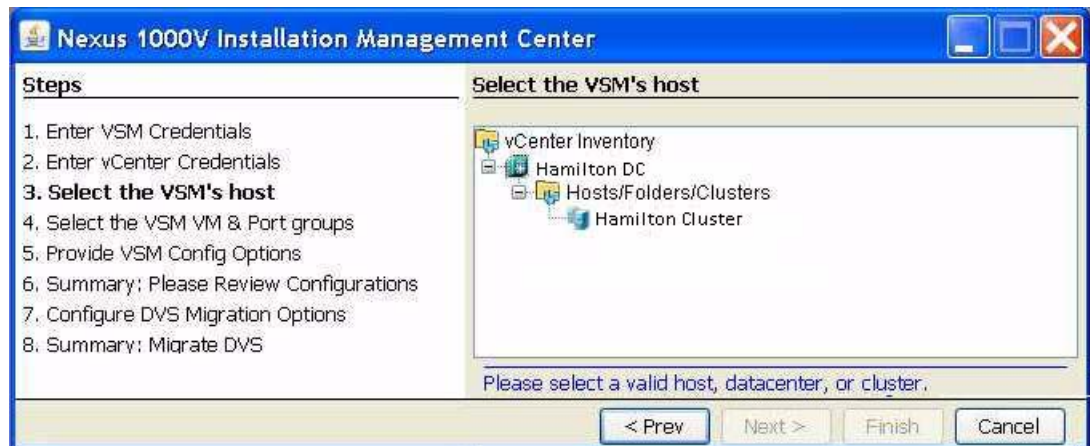 Nexus 1000V Installation Management Center
Steps
1. Enter VSM Credentials
2. Enter vCenter Credentials
3. Select the VSM's host
4. Select the VSM VM & Port groups
5. Provide VSM Config Options
6. Summary: Please Review Configurations
7. Configure DVS Migration Options
8. Summary: Migrate DVS
Select the VSM's host
vCenter Inventory
Hamilton DC
Hosts/Folders/Clusters
Hamilton Cluster
Please select a valid host, datacenter, or cluster.
< Prev
Next >
Finish
Cancel